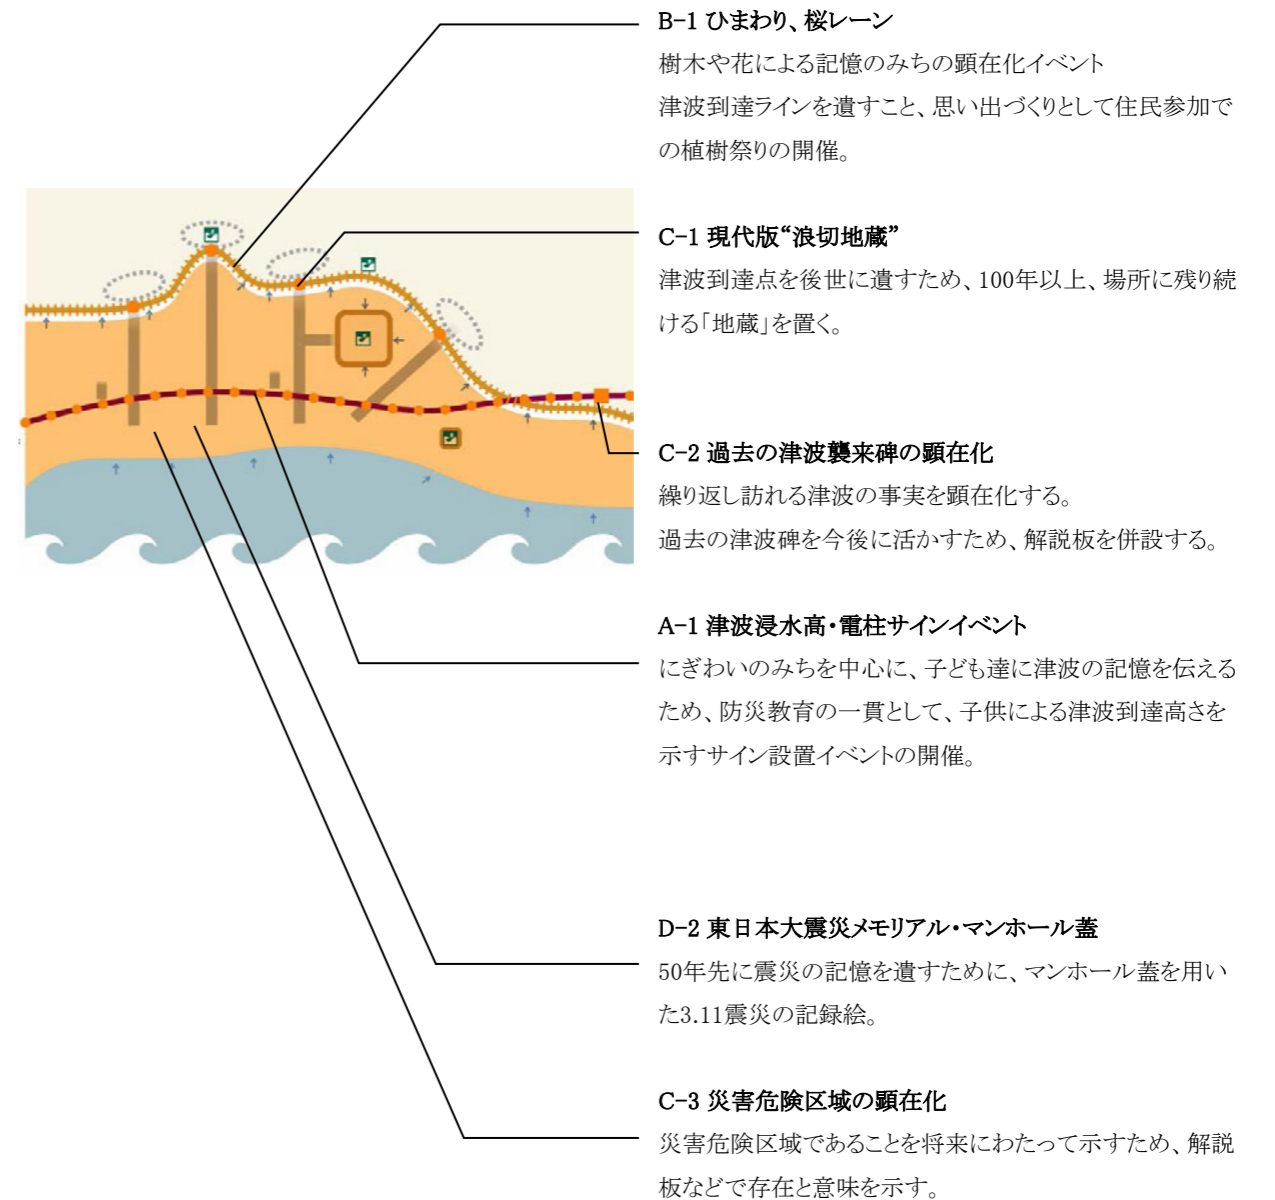 B-1 ひまわり、桜レーン
樹木や花による記憶のみちの顕在化イベント
津波到達ラインを遺すこと、思い出づくりとして住民参加で
の植樹祭りの開催。
C-1 現代版“浪切地蔵”
津波到達点を後世に遺すため、100年以上、場所に残り続
ける「地蔵」を置く。
C-2 過去の津波襲来碑の顕在化
繰り返し訪れる津波の事実を顕在化する。
過去の津波碑を今後に活かすため、解説板を併設する。
A-1 津波浸水高・電柱サインイベント
にぎわいのみちを中心に、子ども達に津波の記憶を伝える
ため、防災教育の一貫として、子供による津波到達高さを
示すサイン設置イベントの開催。
D-2 東日本大震災メモリアル・マンホール蓋
50年先に震災の記憶を遺すために、マンホール蓋を用い
た3.11震災の記録絵。
C-3 災害危険区域の顕在化
災害危険区域であることを将来にわたって示すため、解説
板などで存在と意味を示す。